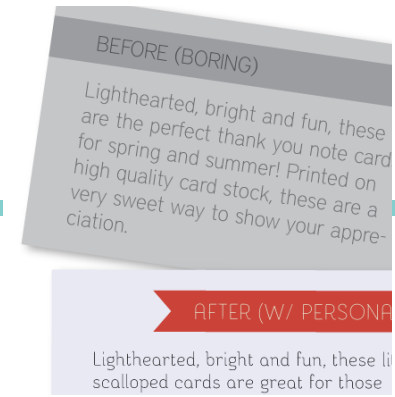 BEFORE (BORING)
Lighthearted, bright and fun, these
are the perfect thank you note card
for spring and summer! Printed on
high quality card stock, these are a
very sweet way to show your appre-
ciation.
AFTER (W/ PERSONA
Lighthearted, bright and fun, these li
scalloped cards are great for those